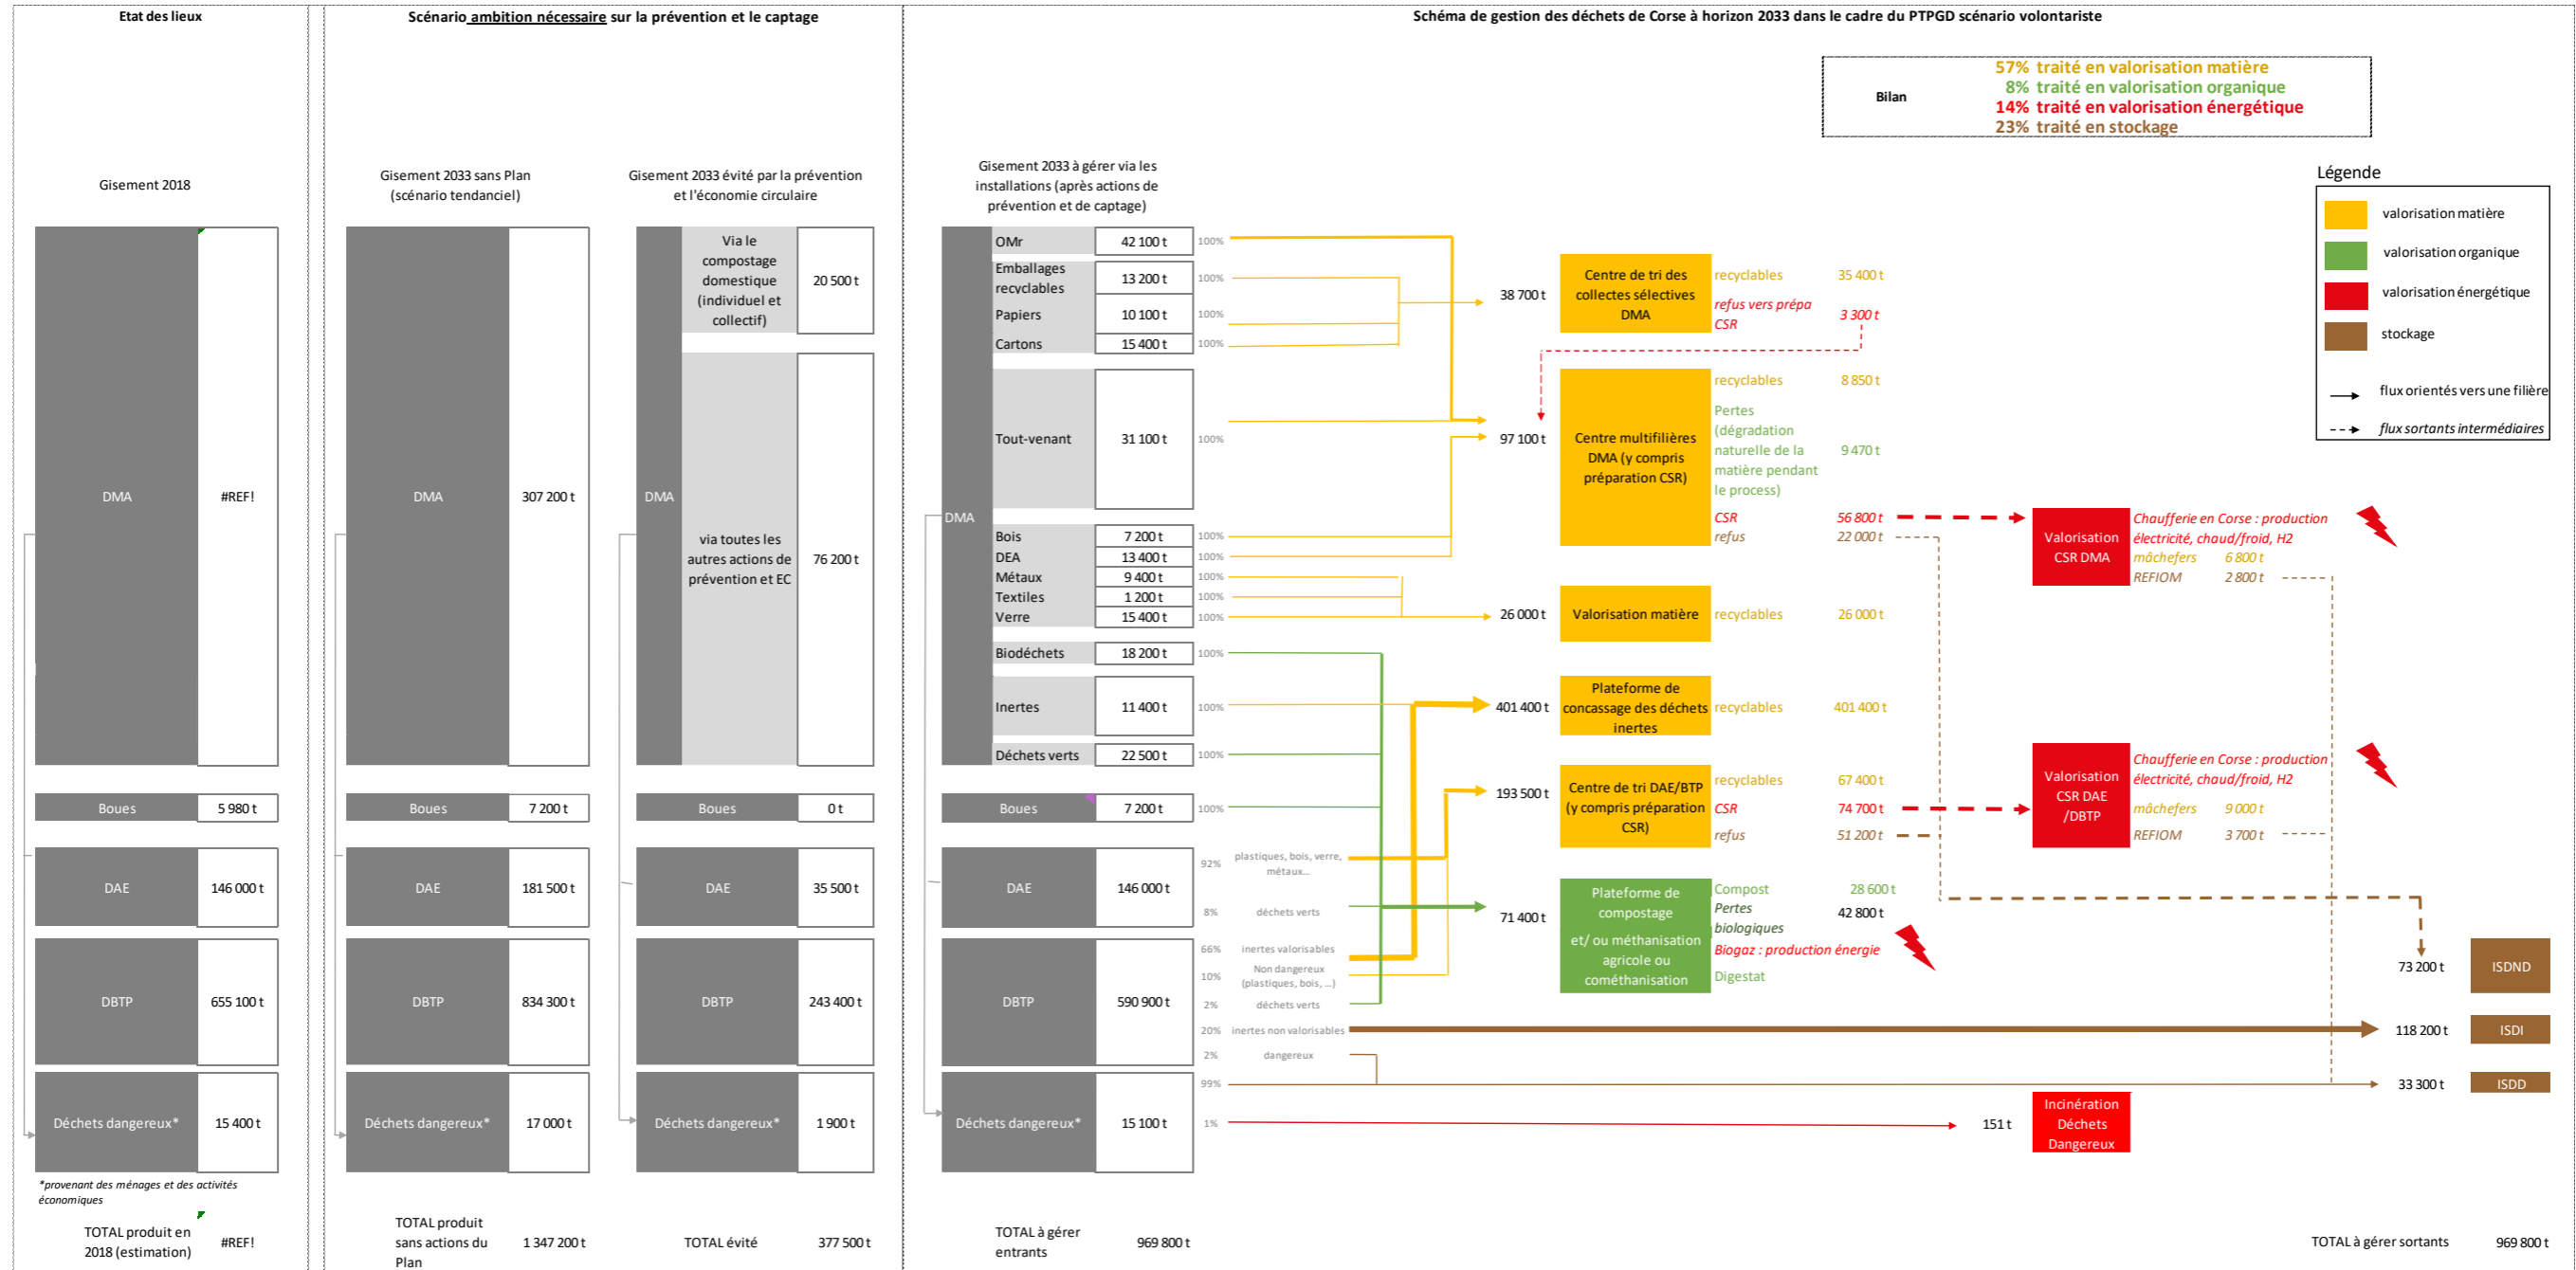 Etat des lieux
Scénario ambition nécessaire sur la prévention et le captage
Schéma de gestion des déchets de Corse à horizon 2033 dans le cadre du PTPGD scénario volontariste
Bilan
57% traité en valorisation matière
8% traité en valorisation organique
14% traité en valorisation énergétique
23% traité en stockage
Légende
valorisation matière
valorisation organique
valorisation énergétique
stockage
flux orientés vers une filière
flux sortants intermédiaires
Gisement 2018
DMA #REF!
Boues 5 980 t
DAE 146 000 t
DBTP 655 100 t
Déchets dangereux* 15 400 t
*provenant des ménages et des activités
économiques
TOTAL produit en
2018 (estimation)
#REF!
Gisement 2033 sans Plan
(scénario tendanciel)
DMA 307 200 t
Boues 7 200 t
DAE 181 500 t
DBTP 834 300 t
Déchets dangereux* 17 000 t
TOTAL produit
sans actions du
Plan
1 347 200 t
Gisement 2033 évité par la prévention
et l'économie circulaire
DMA
Via le
compostage
domestique
(individuel et
collectif)
20 500 t
via toutes les
autres actions de
prévention et EC
76 200 t
Boues 0 t
DAE 35 500 t
DBTP 243 400 t
Déchets dangereux* 1 900 t
TOTAL évité 377 500 t
Gisement 2033 à gérer via les
installations (après actions de
prévention et de captage)
DMA
OMr 42 100 t 100%
Emballages
recyclables
13 200 t 100%
Papiers 10 100 t 100%
Cartons 15 400 t 100%
Tout-venant 31 100 t 100%
Bois 7 200 t 100%
DEA 13 400 t 100%
Métaux 9 400 t 100%
Textiles 1 200 t 100%
Verre 15 400 t 100%
Biodéchets 18 200 t 100%
Inertes 11 400 t 100%
Déchets verts 22 500 t 100%
Boues 7 200 t 100%
DAE 146 000 t
92% plastiques, bois, verre,
métaux...
8% déchets verts
DBTP 590 900 t
66% inertes valorisables
10% Non dangereux
(plastiques, bois, ...)
2% déchets verts
20% inertes non valorisables
2% dangereux
Déchets dangereux* 15 100 t
99%
1%
TOTAL à gérer
entrants
969 800 t
38 700 t
Centre de tri des
collectes sélectives
DMA
recyclables 35 400 t
refus vers prépa
CSR
3 300 t
97 100 t
Centre multifilières
DMA (y compris
préparation CSR)
recyclables 8 850 t
Pertes
(dégradation
naturelle de la
matière pendant
le process)
9 470 t
CSR 56 800 t
refus 22 000 t
26 000 t
Valorisation matière
recyclables 26 000 t
401 400 t
Plateforme de
concassage des déchets
inertes
recyclables 401 400 t
193 500 t
Centre de tri DAE/BTP
(y compris préparation
CSR)
recyclables 67 400 t
CSR 74 700 t
refus 51 200 t
71 400 t
Plateforme de
compostage
et/ ou méthanisation
agricole ou
cométhanisation
Compost 28 600 t
Pertes
biologiques
42 800 t
Biogaz : production énergie
Digestat
Valorisation
CSR DMA
Chaufferie en Corse : production
électricité, chaud/froid, H2
mâchefers 6 800 t
REFIOM 2 800 t
Valorisation
CSR DAE
/DBTP
Chaufferie en Corse : production
électricité, chaud/froid, H2
mâchefers 9 000 t
REFIOM 3 700 t
73 200 t ISDND
118 200 t ISDI
33 300 t ISDD
151 t
Incinération
Déchets
Dangereux
TOTAL à gérer sortants 969 800 t